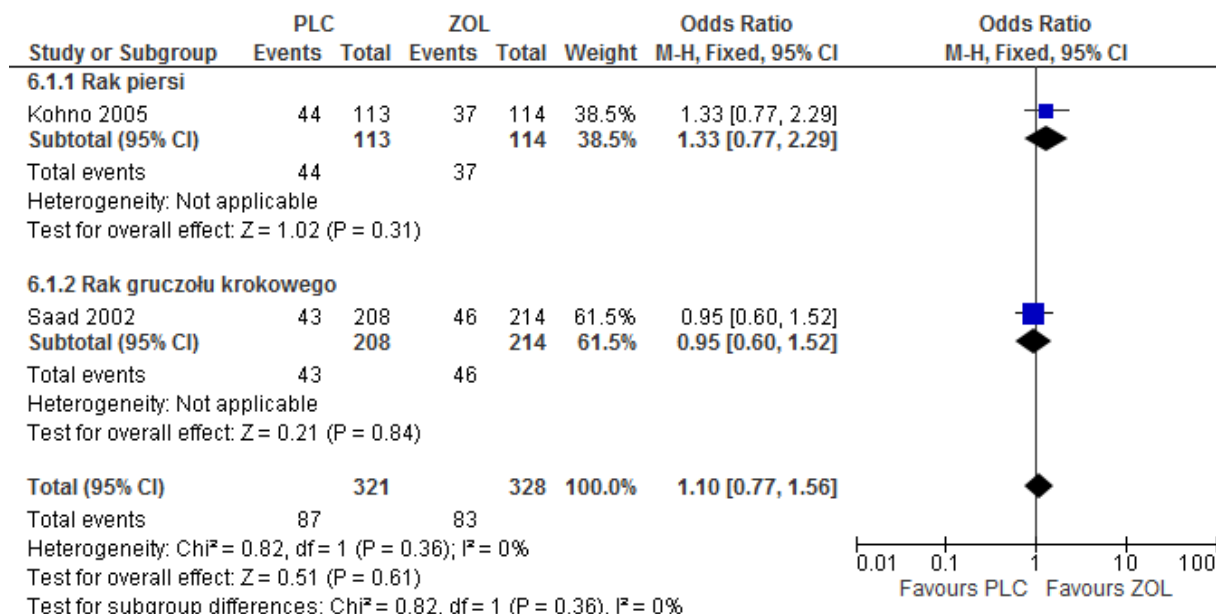 PLC ZOL Odds Ratio Odds Ratio
Study or Subgroup Events Total Events Total Weight M-H, Fixed, 95% CI M-H, Fixed, 95% CI
6.1.1 Rak piersi
Kohno 2005 44 113 37 114 38.5% 1.33 [0.77, 2.29]
Subtotal (95% CI) 113 114 38.5% 1.33 [0.77, 2.29]
Total events 44 37
Heterogeneity: Not applicable
Test for overall effect: Z = 1.02 (P = 0.31)
6.1.2 Rak gruczołu krokowego
Saad 2002 43 208 46 214 61.5% 0.95 [0.60, 1.52]
Subtotal (95% CI) 208 214 61.5% 0.95 [0.60, 1.52]
Total events 43 46
Heterogeneity: Not applicable
Test for overall effect: Z = 0.21 (P = 0.84)
Total (95% CI) 321 328 100.0% 1.10 [0.77, 1.56]
Total events 87 83
Heterogeneity: Chi² = 0.82, df = 1 (P = 0.36); I² = 0%
Test for overall effect: Z = 0.51 (P = 0.61)
Test for subgroup differences: Chi² = 0.82, df = 1 (P = 0.36), I² = 0%
0.01 0.1 1 10 100
Favours PLC Favours ZOL